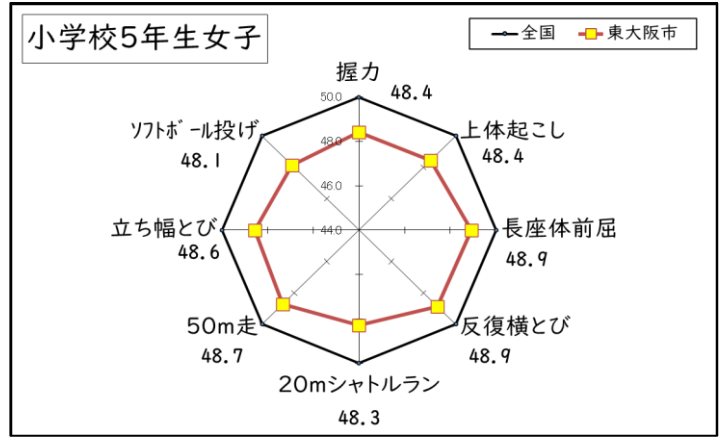 小学校5年生女子
全国
東大阪市
握力
48.4
上体起こし
48.4
長座体前屈
48.9
反復横とび
48.9
20mシャトルラン
48.3
50m走
48.7
立ち幅とび
48.6
ソフトボール投げ
48.1
50.0
48.0
46.0
44.0